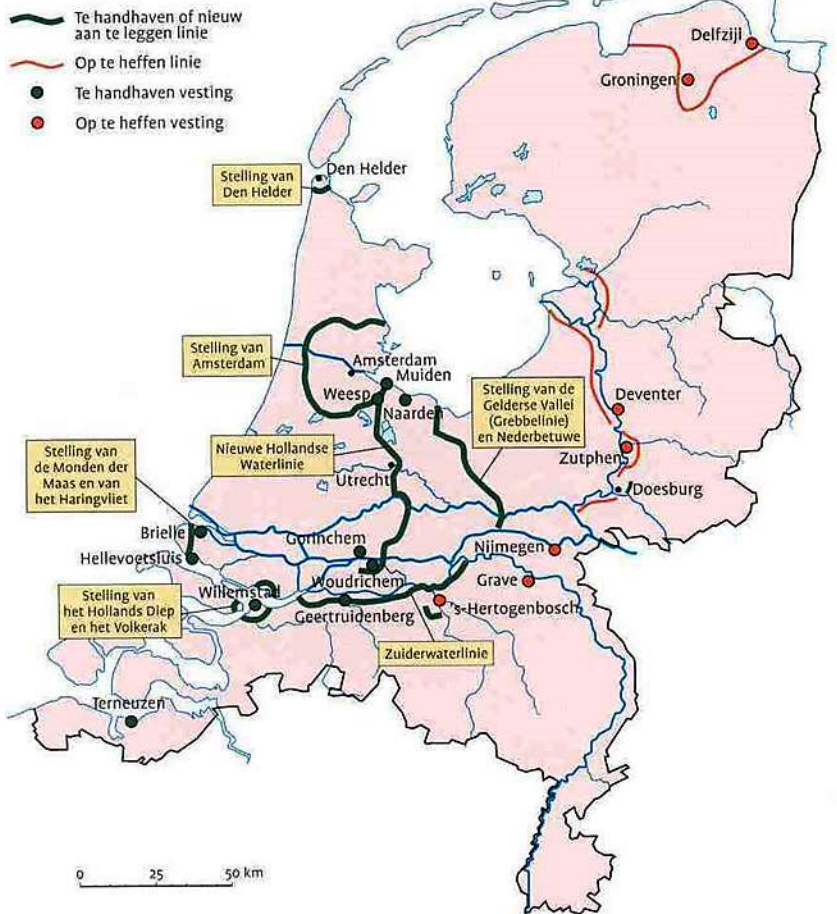 Te handhaven of nieuw
aan te leggen linie
Op te heffen linie
Te handhaven vesting
Op te heffen vesting
Delfzijl
Groningen
Den Helder
Stelling van
Den Helder
Stelling van
Amsterdam
Amsterdam
Muiden
Weesp
Naarden
Stelling van de
Gelderse Vallei
(Grebbelinie)
en Nederbetuwe
Deventer
Zutphen
Doesburg
Nieuwe Hollandse
Waterlinie
Utrecht
Stelling van
de Monden der
Maas en van
het Haringvliet
Brielle
Hellevoetsluis
Gorinchem
Woudrichem
Nijmegen
Grave
Stelling van
het Hollands Diep
en het Volkerak
Willemstad
Geertruidenberg
's-Hertogenbosch
Zuiderwaterlinie
Terneuzen
0 25 50 km